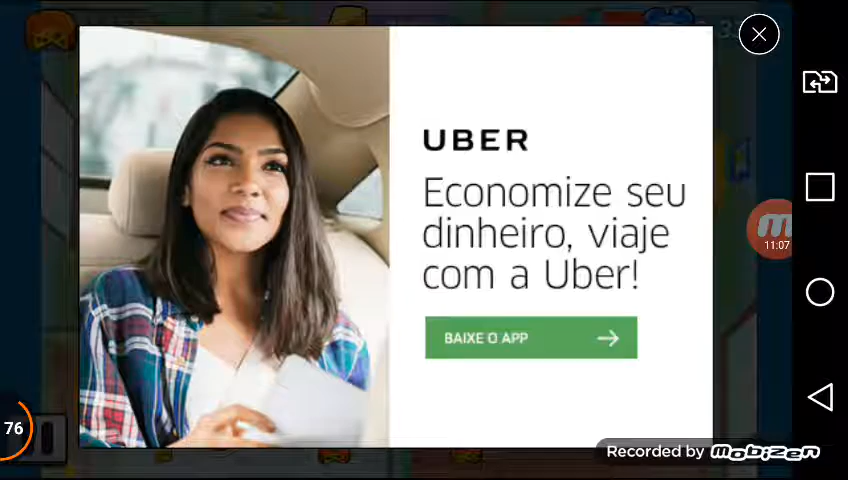 UBER
Economize seu
dinheiro, viaje
com a Uber!
BAIXE O APP
11:07
76
Recorded by Mobizen